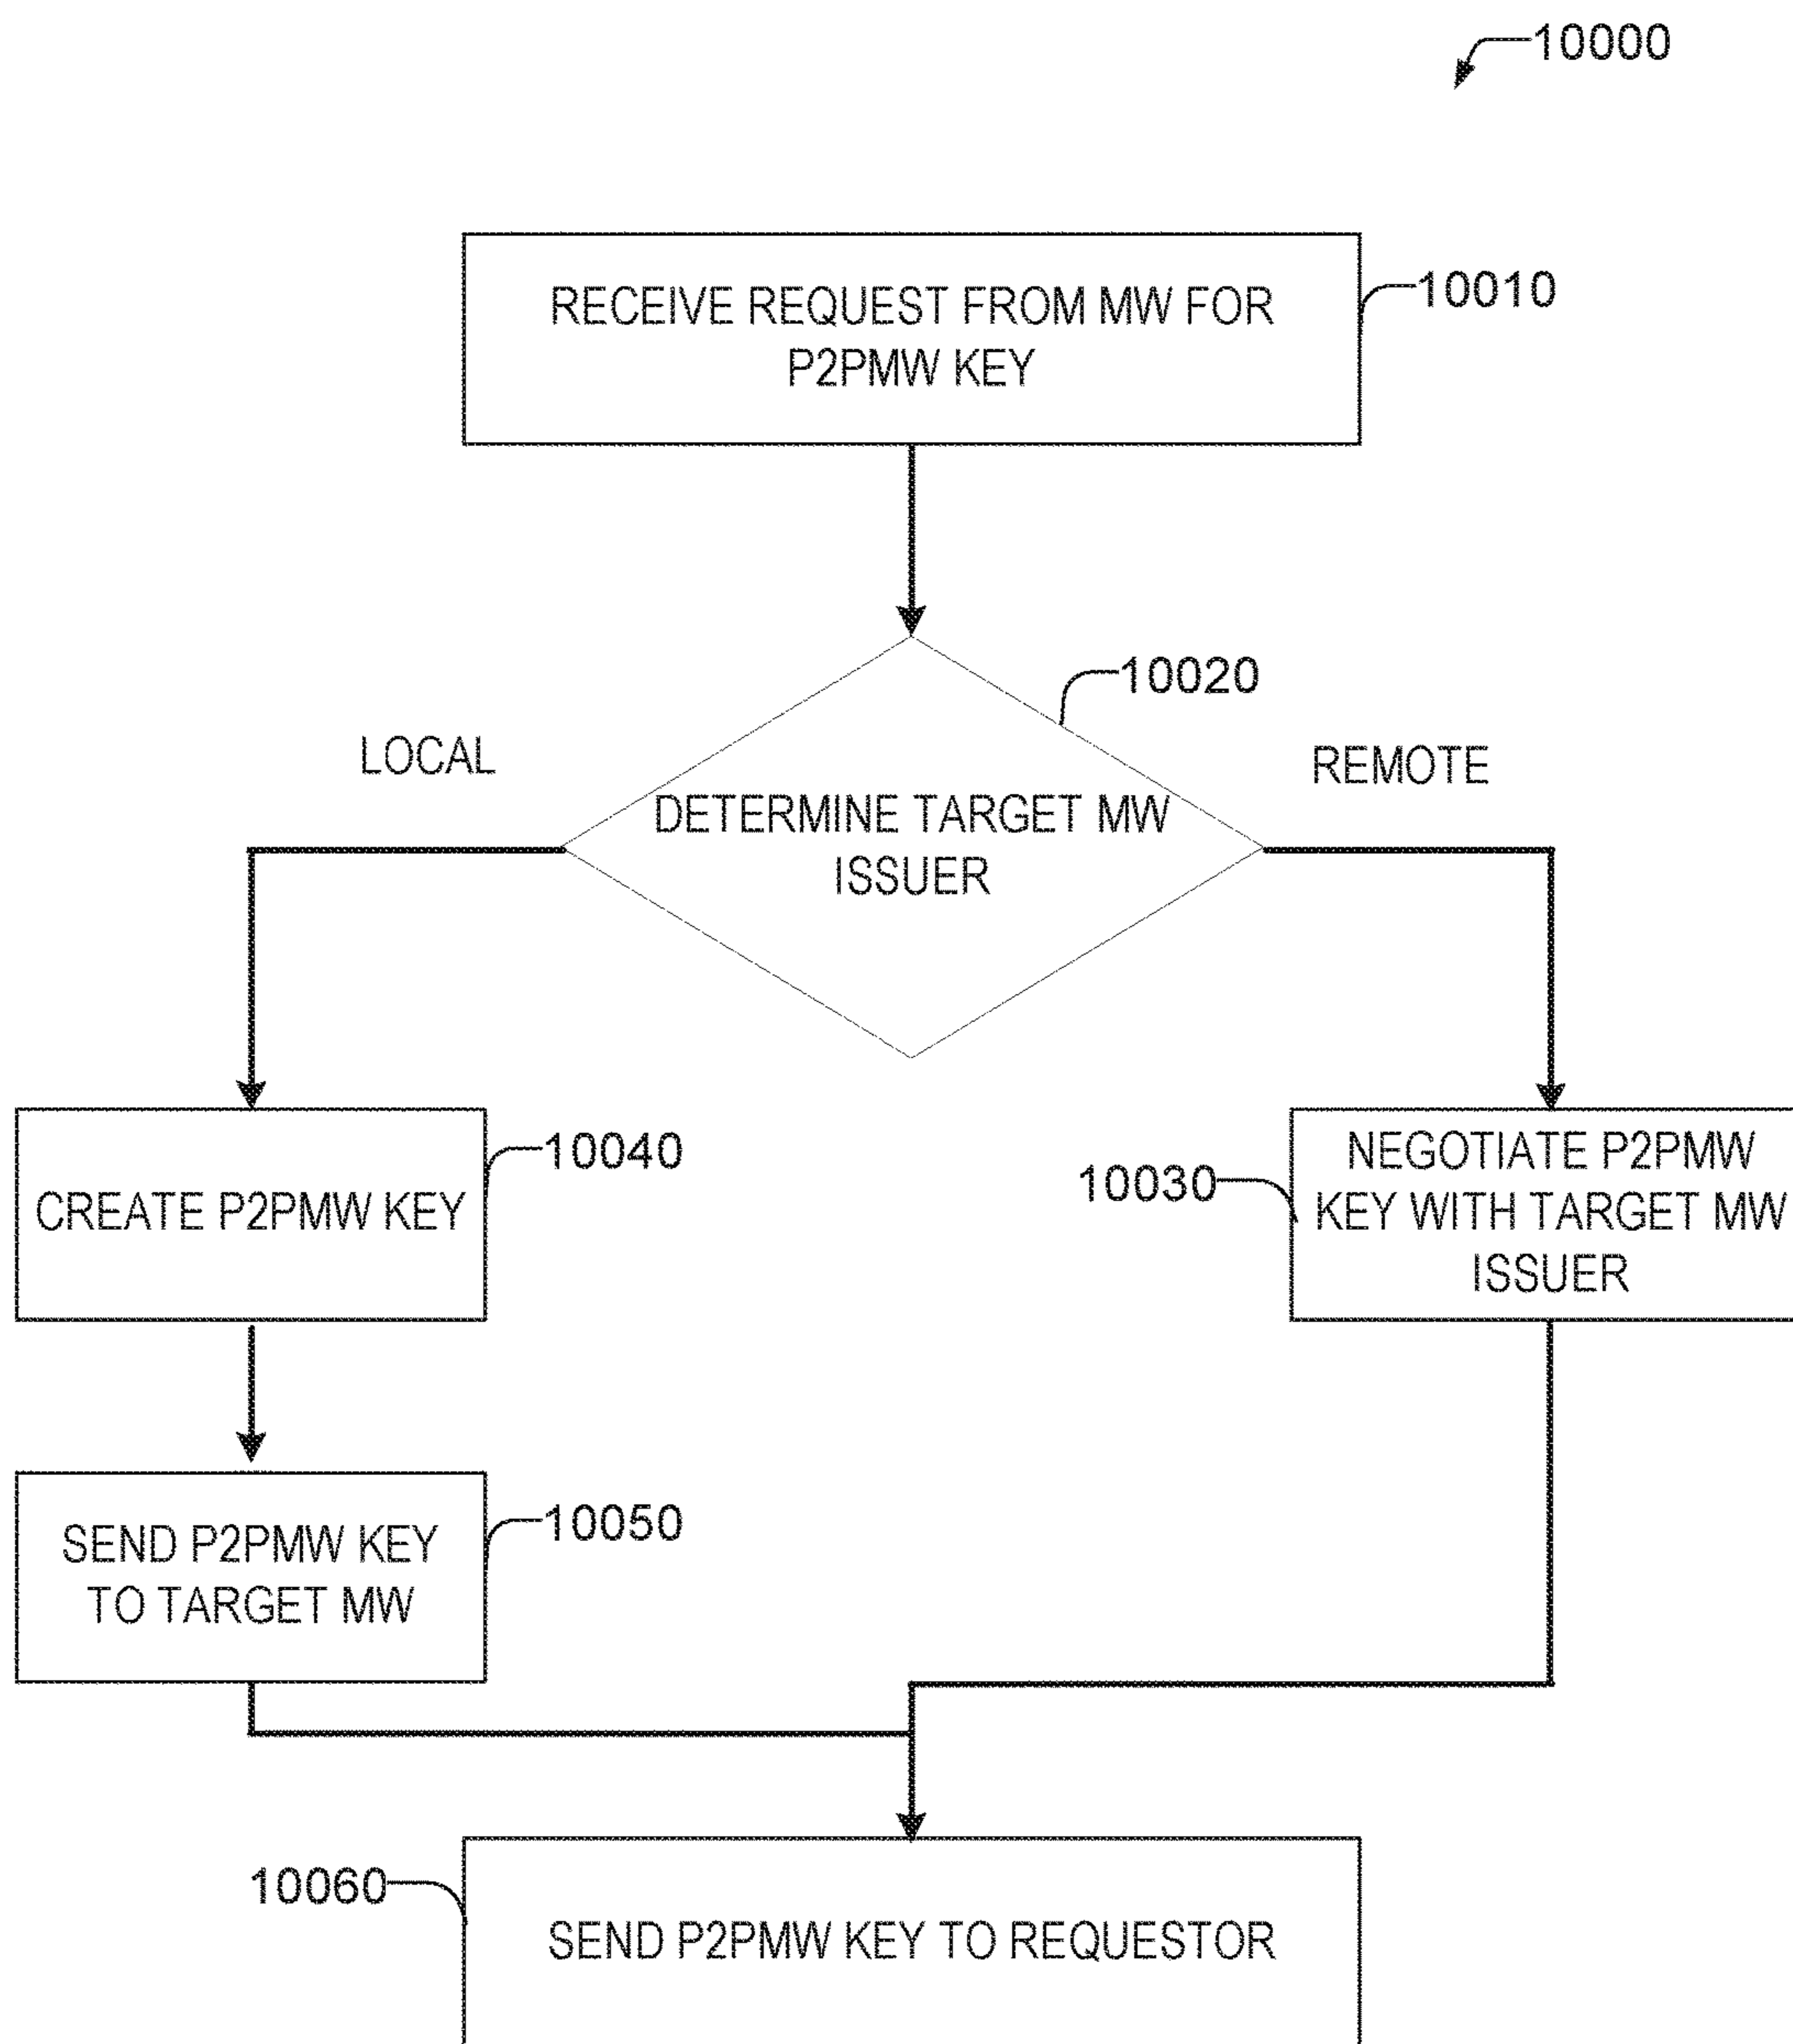 10000
RECEIVE REQUEST FROM MW FOR
P2PMW KEY
10010
10020
LOCAL
REMOTE
DETERMINE TARGET MW
ISSUER
CREATE P2PMW KEY
10040
10030
NEGOTIATE P2PMW
KEY WITH TARGET MW
ISSUER
SEND P2PMW KEY
TO TARGET MW
10050
10060
SEND P2PMW KEY TO REQUESTOR